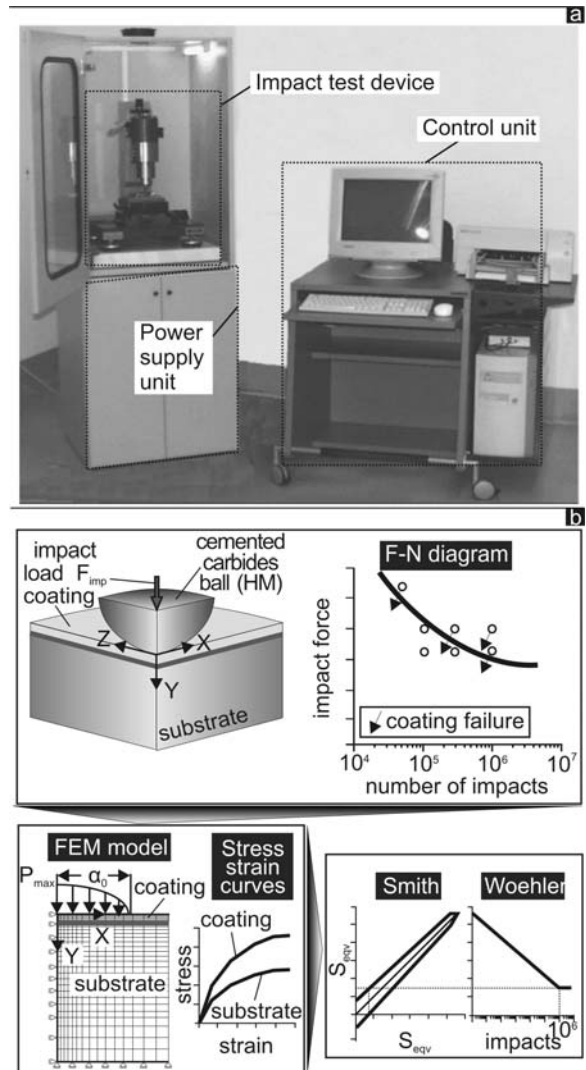 a
Impact test device
Control unit
Power
supply
unit
b
impact
load F_imp
coating
cemented
carbides
ball (HM)
Z
X
Y
substrate
F-N diagram
impact force
coating failure
10^4
10^5
10^6
10^7
number of impacts
FEM model
P_max
α_0
coating
X
Y
substrate
Stress
strain
curves
stress
coating
substrate
strain
Smith
Woehler
S_eqv
S_eqv
10^6
impacts